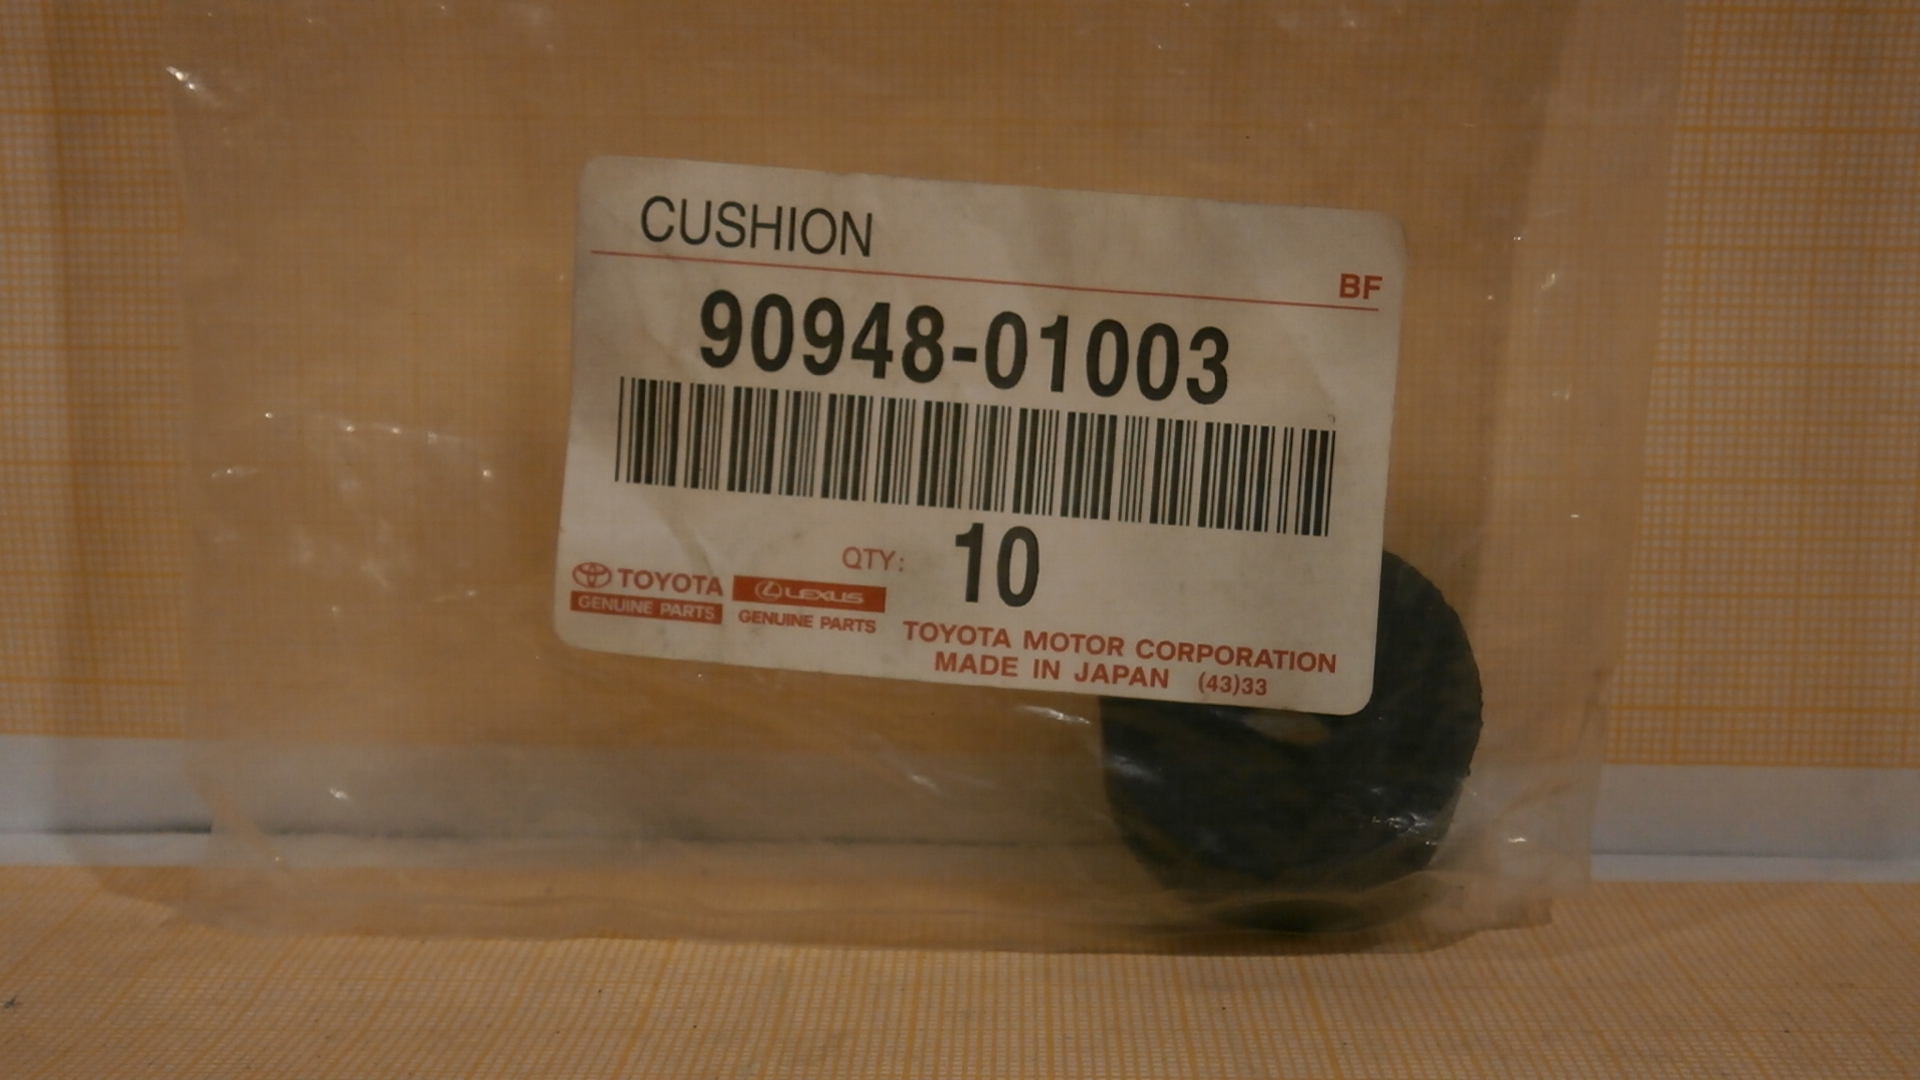 CUSHION
BF
90948-01003
QTY: 10
TOYOTA
GENUINE PARTS
LEXUS
GENUINE PARTS
TOYOTA MOTOR CORPORATION
MADE IN JAPAN (43)33